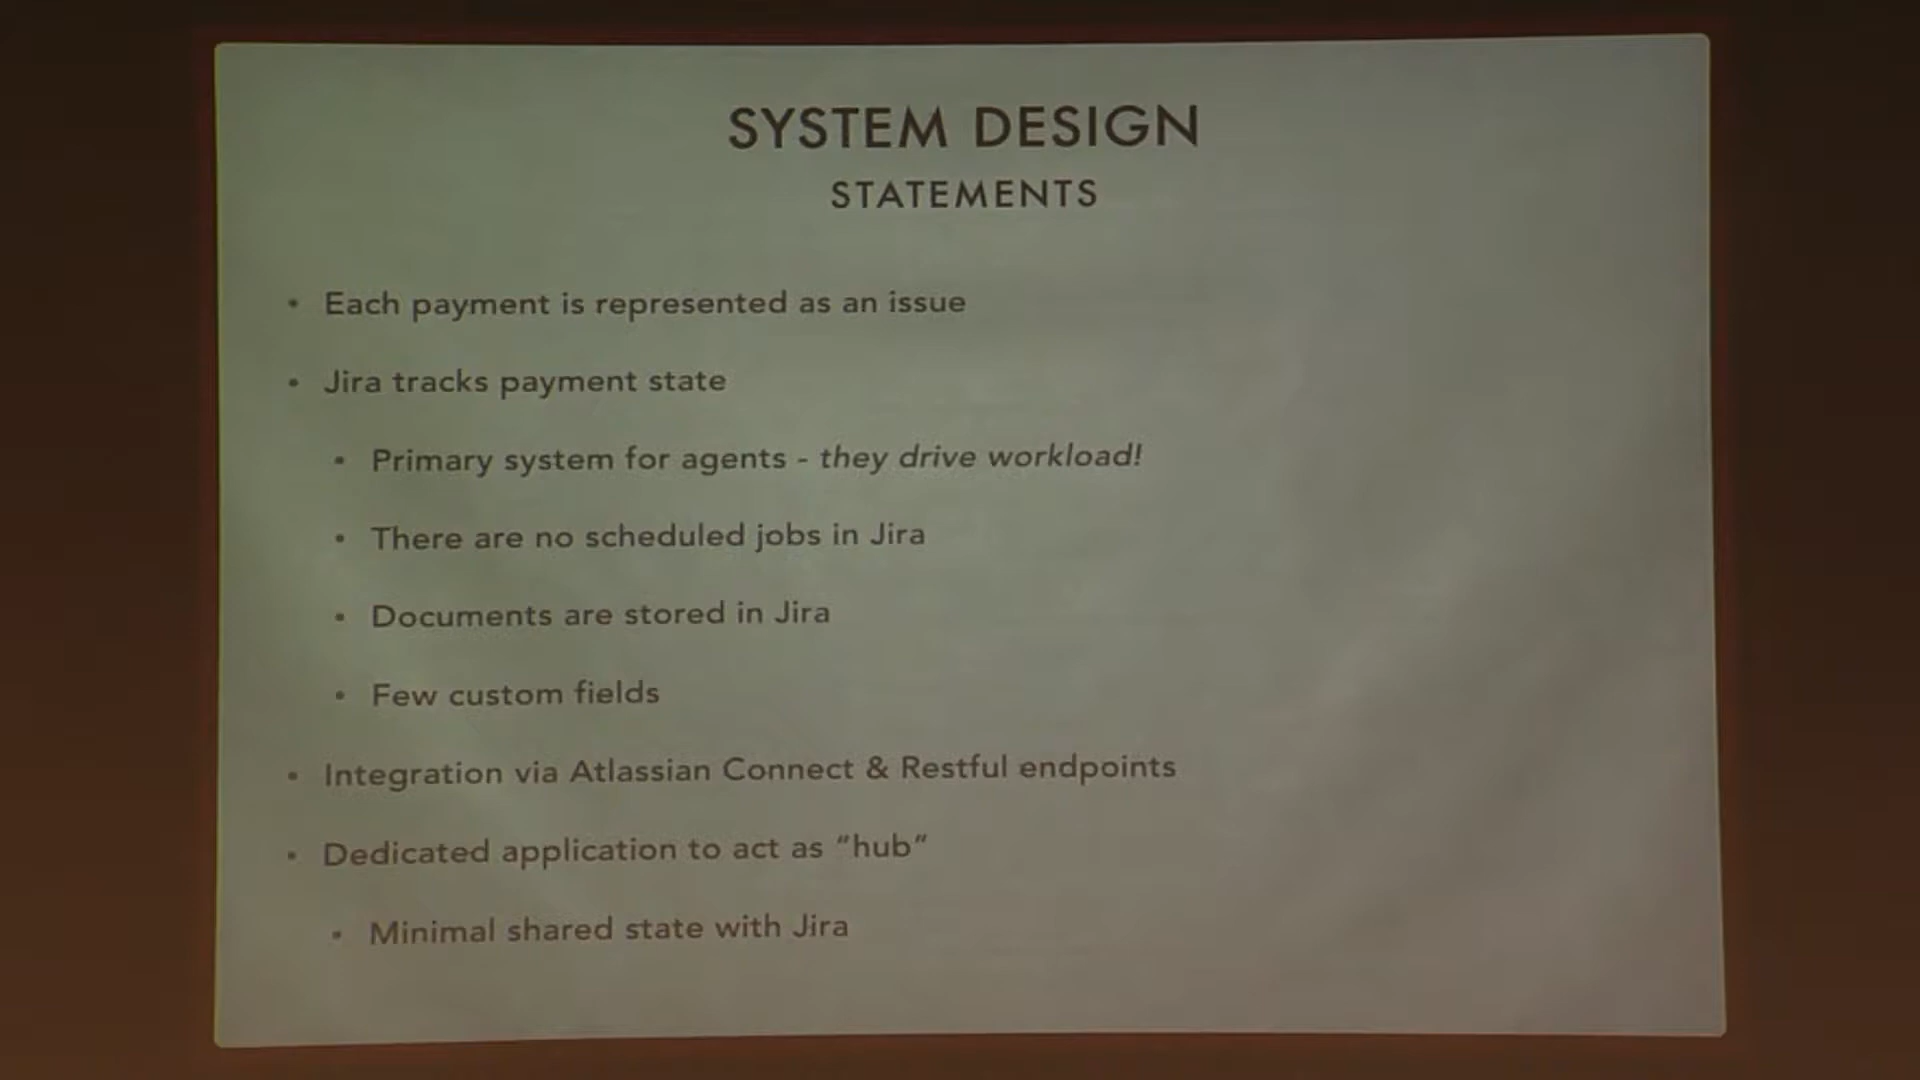 SYSTEM DESIGN
STATEMENTS
• Each payment is represented as an issue
• Jira tracks payment state
• Primary system for agents - they drive workload!
• There are no scheduled jobs in Jira
• Documents are stored in Jira
• Few custom fields
• Integration via Atlassian Connect & Restful endpoints
• Dedicated application to act as “hub”
• Minimal shared state with Jira